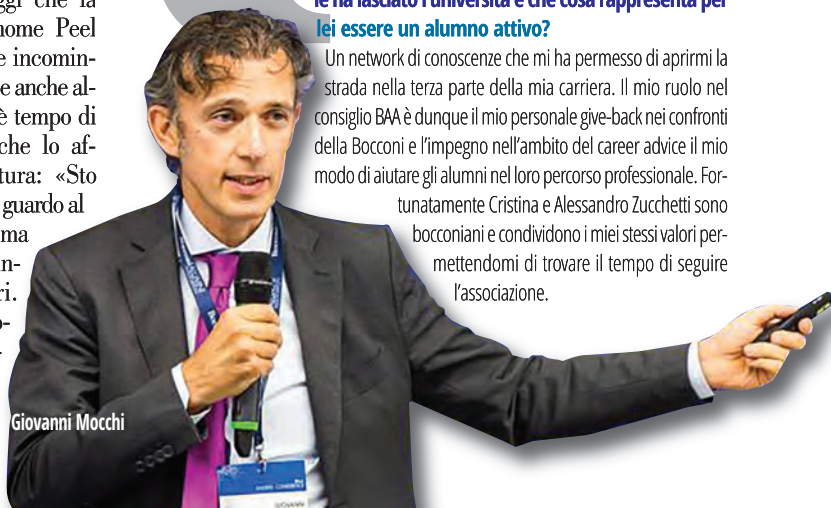 ggi che la
nome Peel
e incomin-
e anche al-
è tempo di
che lo af-
tura: «Sto
guardo al
ma
in-
ri.
o-
le ha lasciato l'università e che cosa rappresenta per
lei essere un alumno attivo?
Un network di conoscenze che mi ha permesso di aprirmi la
strada nella terza parte della mia carriera. Il mio ruolo nel
consiglio BAA è dunque il mio personale give-back nei confronti
della Bocconi e l'impegno nell'ambito del career advice il mio
modo di aiutare gli alumni nel loro percorso professionale. For-
tunatamente Cristina e Alessandro Zucchetti sono
bocconiani e condividono i miei stessi valori per-
mettendomi di trovare il tempo di seguire
l'associazione.
Giovanni Mocchi
GIOVANNI